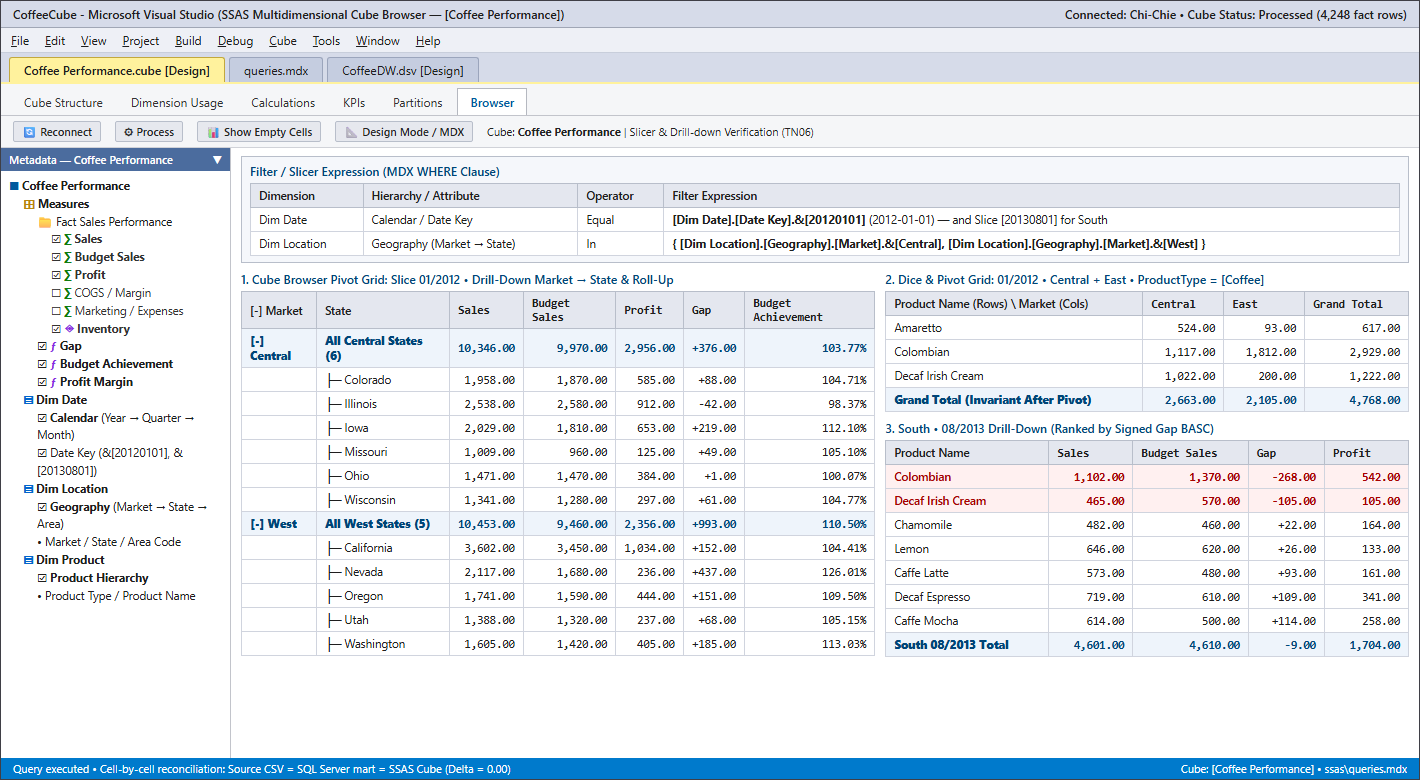 CoffeeCube - Microsoft Visual Studio (SSAS Multidimensional Cube Browser — [Coffee Performance])
Connected: Chi-Chie • Cube Status: Processed (4,248 fact rows)
File Edit View Project Build Debug Cube Tools Window Help
Coffee Performance.cube [Design] queries.mdx CoffeeDW.dsv [Design]
Cube Structure Dimension Usage Calculations KPIs Partitions Browser
Reconnect Process Show Empty Cells Design Mode / MDX Cube: Coffee Performance | Slicer & Drill-down Verification (TN06)
Metadata — Coffee Performance ▼
Coffee Performance
Measures
Fact Sales Performance
☑ ∑ Sales
☑ ∑ Budget Sales
☑ ∑ Profit
☐ ∑ COGS / Margin
☐ ∑ Marketing / Expenses
☑ Inventory
☑ ƒ Gap
☑ ƒ Budget Achievement
☑ ƒ Profit Margin
Dim Date
☑ Calendar (Year → Quarter →
Month)
☑ Date Key (&[20120101], &
[20130801])
Dim Location
☑ Geography (Market → State →
Area)
• Market / State / Area Code
Dim Product
☑ Product Hierarchy
• Product Type / Product Name
Filter / Slicer Expression (MDX WHERE Clause)
Dimension Hierarchy / Attribute Operator Filter Expression
Dim Date Calendar / Date Key Equal [Dim Date].[Date Key].&[20120101] (2012-01-01) — and Slice [20130801] for South
Dim Location Geography (Market → State) In { [Dim Location].[Geography].[Market].&[Central], [Dim Location].[Geography].[Market].&[West] }
1. Cube Browser Pivot Grid: Slice 01/2012 • Drill-Down Market → State & Roll-Up
[-] Market State Sales Budget Sales Profit Gap Budget Achievement
[-] Central All Central States (6) 10,346.00 9,970.00 2,956.00 +376.00 103.77%
├─ Colorado 1,958.00 1,870.00 585.00 +88.00 104.71%
├─ Illinois 2,538.00 2,580.00 912.00 -42.00 98.37%
├─ Iowa 2,029.00 1,810.00 653.00 +219.00 112.10%
├─ Missouri 1,009.00 960.00 125.00 +49.00 105.10%
├─ Ohio 1,471.00 1,470.00 384.00 +1.00 100.07%
├─ Wisconsin 1,341.00 1,280.00 297.00 +61.00 104.77%
[-] West All West States (5) 10,453.00 9,460.00 2,356.00 +993.00 110.50%
├─ California 3,602.00 3,450.00 1,034.00 +152.00 104.41%
├─ Nevada 2,117.00 1,680.00 236.00 +437.00 126.01%
├─ Oregon 1,741.00 1,590.00 444.00 +151.00 109.50%
├─ Utah 1,388.00 1,320.00 237.00 +68.00 105.15%
├─ Washington 1,605.00 1,420.00 405.00 +185.00 113.03%
2. Dice & Pivot Grid: 01/2012 • Central + East • ProductType = [Coffee]
Product Name (Rows) \ Market (Cols) Central East Grand Total
Amaretto 524.00 93.00 617.00
Colombian 1,117.00 1,812.00 2,929.00
Decaf Irish Cream 1,022.00 200.00 1,222.00
Grand Total (Invariant After Pivot) 2,663.00 2,105.00 4,768.00
3. South • 08/2013 Drill-Down (Ranked by Signed Gap BASC)
Product Name Sales Budget Sales Gap Profit
Colombian 1,102.00 1,370.00 -268.00 542.00
Decaf Irish Cream 465.00 570.00 -105.00 105.00
Chamomile 482.00 460.00 +22.00 164.00
Lemon 646.00 620.00 +26.00 133.00
Caffe Latte 573.00 480.00 +93.00 161.00
Decaf Espresso 719.00 610.00 +109.00 341.00
Caffe Mocha 614.00 500.00 +114.00 258.00
South 08/2013 Total 4,601.00 4,610.00 -9.00 1,704.00
Query executed • Cell-by-cell reconciliation: Source CSV = SQL Server mart = SSAS Cube (Delta = 0.00)
Cube: [Coffee Performance] • ssas\queries.mdx